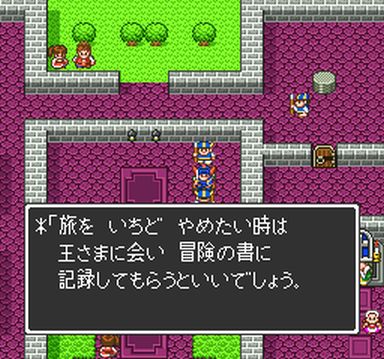 *「旅を いちど やめたい時は
王さまに会い 冒険の書に
記録してもらうといいでしょう。